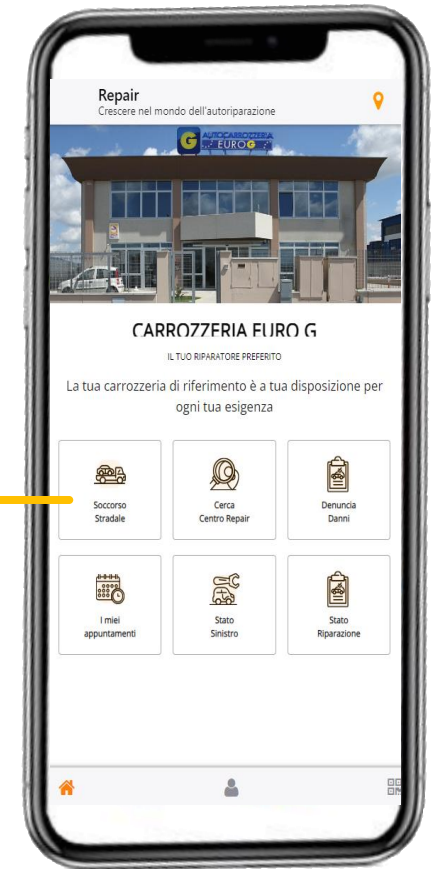 Repair
Crescere nel mondo dell'autoriparazione
G AUTOCARROZZERIA
EUROG
CARROZZERIA EURO G
IL TUO RIPARATORE PREFERITO
La tua carrozzeria di riferimento è a tua disposizione per
ogni tua esigenza
Soccorso
Stradale
Cerca
Centro Repair
Denuncia
Danni
I miei
appuntamenti
Stato
Sinistro
Stato
Riparazione